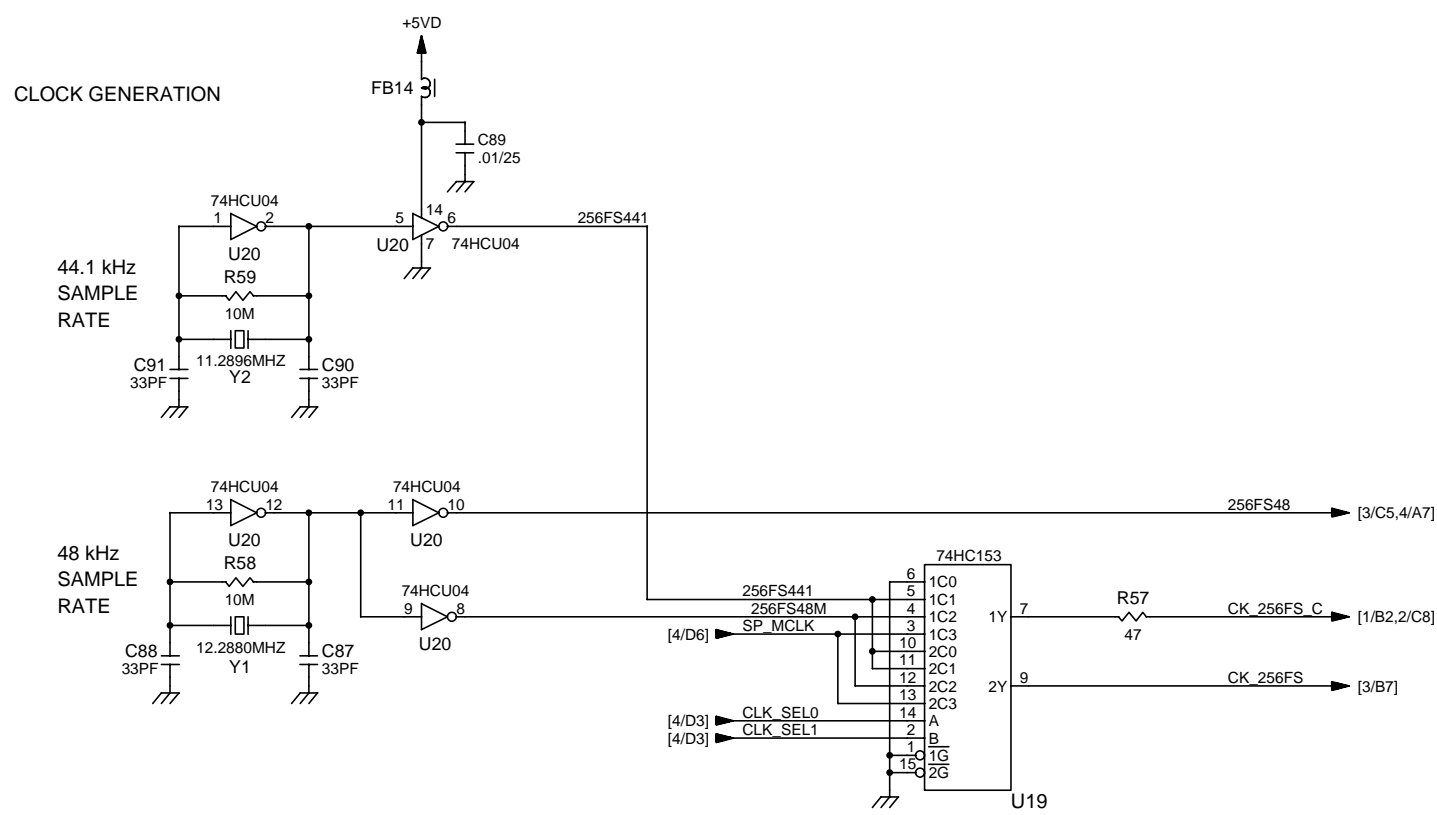 +5VD
FB14
CLOCK GENERATION
C89
.01/25
74HCU04
1
2
U20
5
14
6
U20
7
74HCU04
256FS441
44.1 kHz
SAMPLE
RATE
R59
10M
11.2896MHZ
Y2
C91
33PF
C90
33PF
74HCU04
13
12
U20
74HCU04
11
10
U20
256FS48
[3/C5,4/A7]
48 kHz
SAMPLE
RATE
R58
10M
12.2880MHZ
Y1
C88
33PF
C87
33PF
74HCU04
9
8
U20
74HC153
256FS441
256FS48M
[4/D6]
SP_MCLK
[4/D3]
CLK_SEL0
[4/D3]
CLK_SEL1
6
1C0
5
1C1
4
1C2
3
1C3
10
2C0
11
2C1
12
2C2
13
2C3
14
A
2
B
1
1G
15
2G
1Y
7
R57
47
CK_256FS_C
[1/B2,2/C8]
2Y
9
CK_256FS
[3/B7]
U19